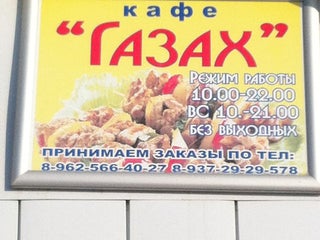 кафе
"ГАЗАХ"
РЕЖИМ РАБОТЫ
10.00-22.00
ВС 10.-21.00
БЕЗ ВЫХОДНЫХ
ПРИНИМАЕМ ЗАКАЗЫ ПО ТЕЛ:
8-962-566-40-27 8-937-29-29-578